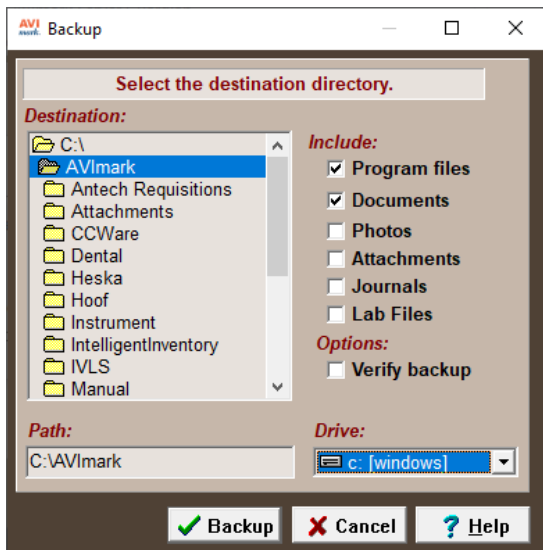 AVI
mark
Backup
Select the destination directory.
Destination:
C:\
AVImark
Antech Requisitions
Attachments
CCWare
Dental
Heska
Hoof
Instrument
IntelligentInventory
IVLS
Manual
Include:
Program files
Documents
Photos
Attachments
Journals
Lab Files
Options:
Verify backup
Path:
C:\AVImark
Drive:
c: [windows]
Backup
Cancel
Help